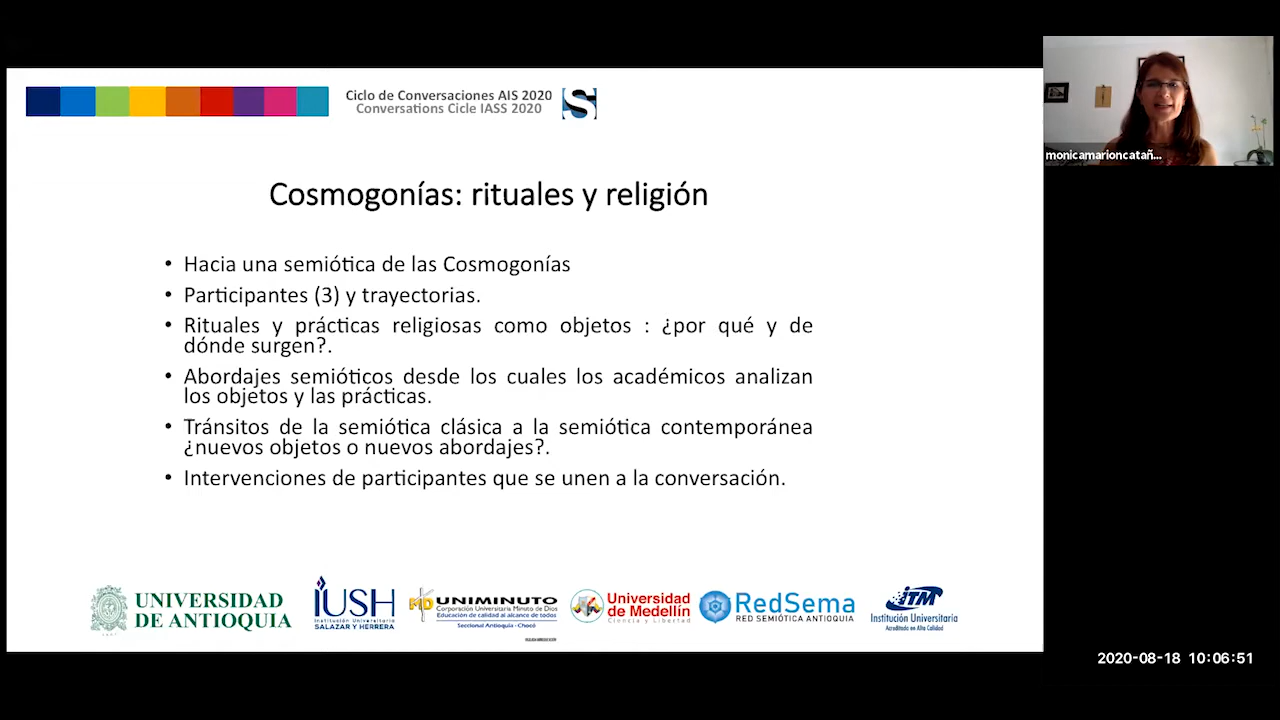 Ciclo de Conversaciones AIS 2020
Conversations Cicle IASS 2020
S
monicamarioncatañ...
Cosmogonías: rituales y religión
• Hacia una semiótica de las Cosmogonías
• Participantes (3) y trayectorias.
• Rituales y prácticas religiosas como objetos : ¿por qué y de
dónde surgen?.
• Abordajes semióticos desde los cuales los académicos analizan
los objetos y las prácticas.
• Tránsitos de la semiótica clásica a la semiótica contemporánea
¿nuevos objetos o nuevos abordajes?.
• Intervenciones de participantes que se unen a la conversación.
UNIVERSIDAD
DE ANTIOQUIA
IUSH
Institución Universitaria
SALAZAR Y HERRERA
MD UNIMINUTO
Corporación Universitaria Minuto de Dios
Educación de calidad al alcance de todos
Seccional Antioquia - Chocó
Universidad
de Medellín
Ciencia y Libertad
RedSema
RED SEMIÓTICA ANTIOQUIA
iTM
Institución Universitaria
Acreditada en Alta Calidad
2020-08-18 10:06:51